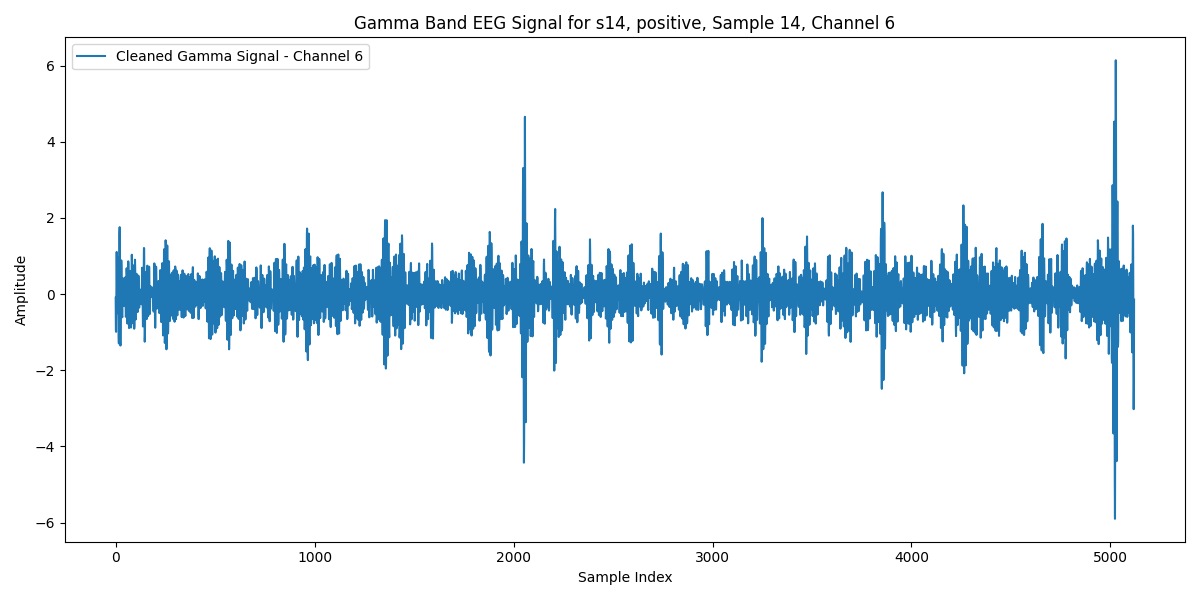 Gamma Band EEG Signal for s14, positive, Sample 14, Channel 6
Cleaned Gamma Signal - Channel 6
6
4
2
0
−2
−4
−6
Amplitude
0 1000 2000 3000 4000 5000
Sample Index